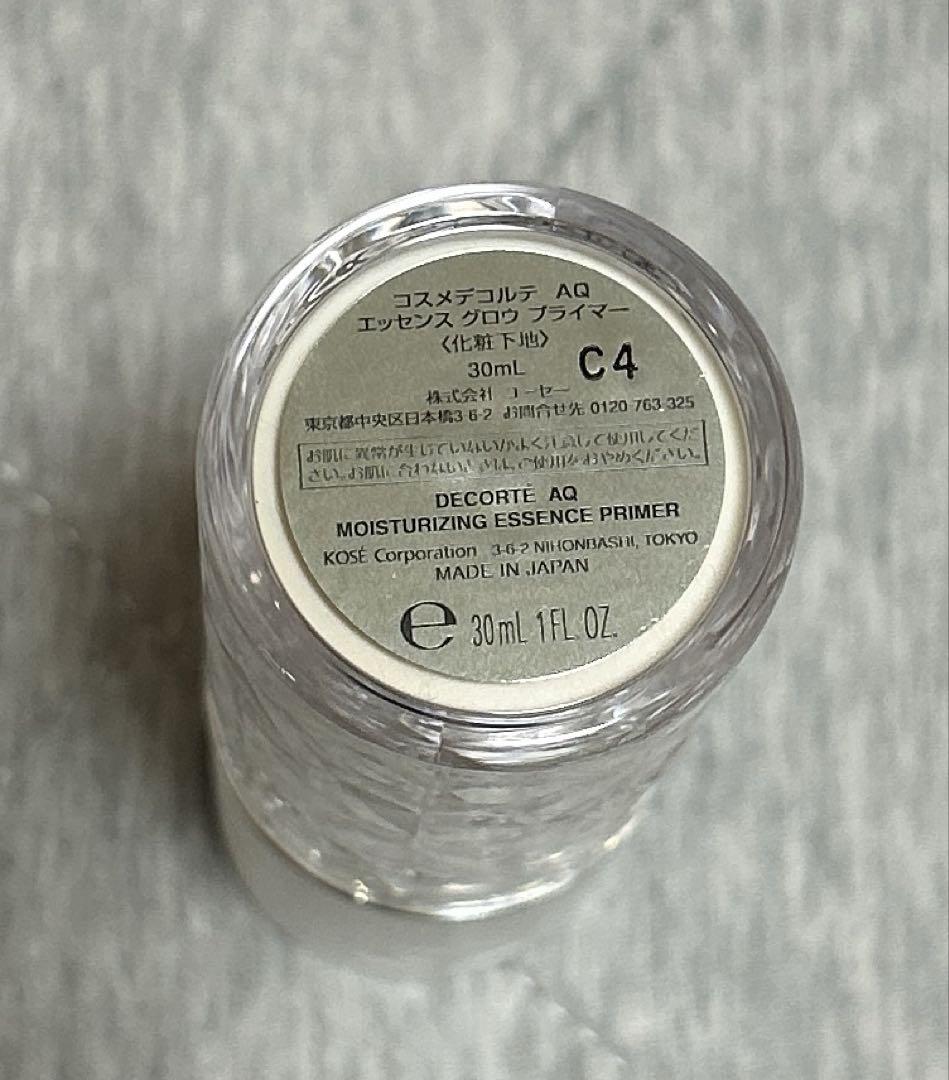 コスメデコルテ AQ
エッセンス グロウ プライマー
〈化粧下地〉
30mL C4
株式会社 コーセー
東京都中央区日本橋3-6-2 お問合せ先 0120-763-325
お肌に異常が生じていないかよく注意して使用してくだ
さい。お肌に合わないときは、ご使用をおやめください。
DECORTÉ AQ
MOISTURIZING ESSENCE PRIMER
KOSÉ Corporation 3-6-2 NIHONBASHI, TOKYO
MADE IN JAPAN
e 30mL 1FL.OZ.